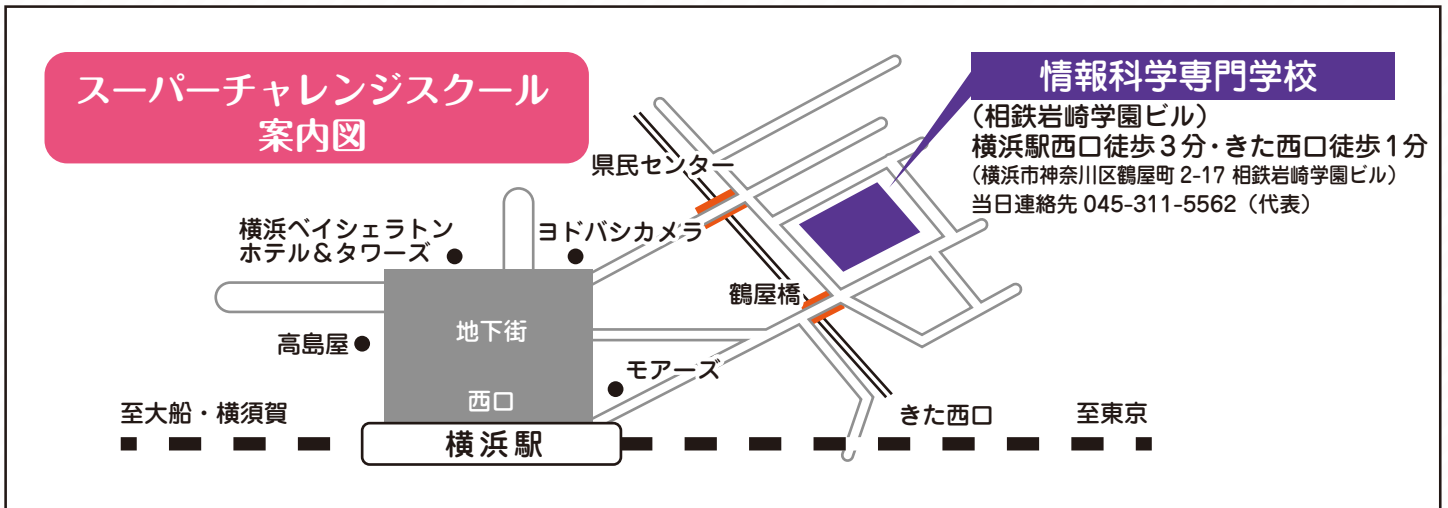 スーパーチャレンジスクール
案内図
情報科学専門学校
（相鉄岩崎学園ビル）
横浜駅西口徒歩３分・きた西口徒歩１分
（横浜市神奈川区鶴屋町 2-17 相鉄岩崎学園ビル）
当日連絡先 045-311-5562（代表）
県民センター
横浜ベイシェラトン
ホテル＆タワーズ
ヨドバシカメラ
鶴屋橋
地下街
高島屋
モアーズ
西口
至大船・横須賀
横浜駅
きた西口
至東京